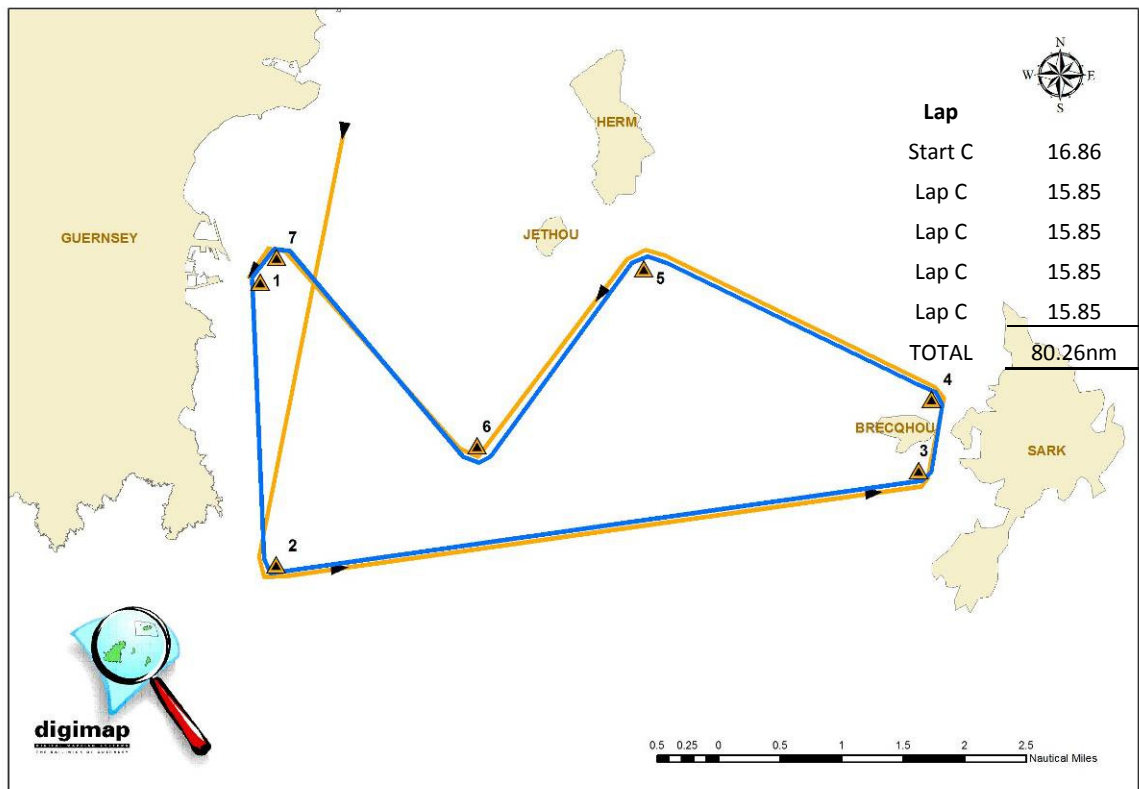 N
W E
S
HERM
Lap
Start C 16.86
Lap C 15.85
Lap C 15.85
Lap C 15.85
Lap C 15.85
TOTAL 80.26nm
GUERNSEY
JETHOU
7
1
5
4
6
BRECQHOU
SARK
3
2
digimap
0.5 0.25 0 0.5 1 1.5 2 2.5
Nautical Miles